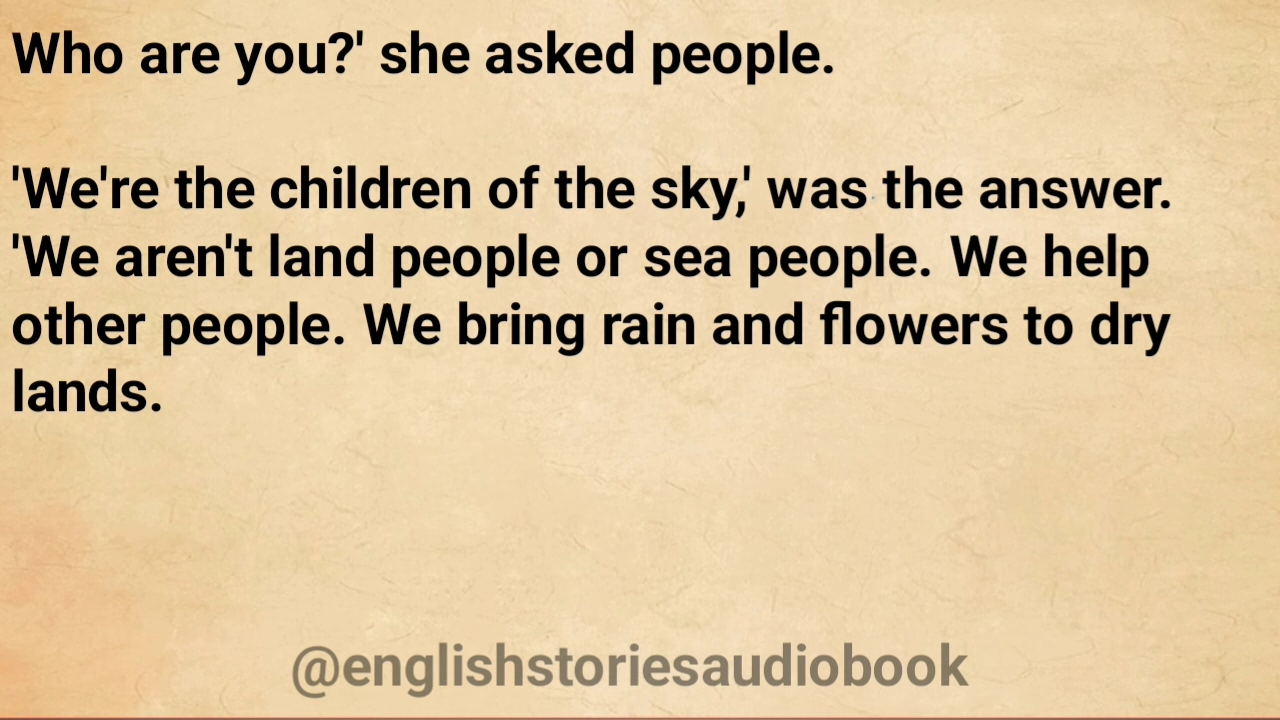 Who are you?' she asked people.
'We're the children of the sky,' was the answer.
'We aren't land people or sea people. We help
other people. We bring rain and flowers to dry
lands.
@englishstoriesaudiobook